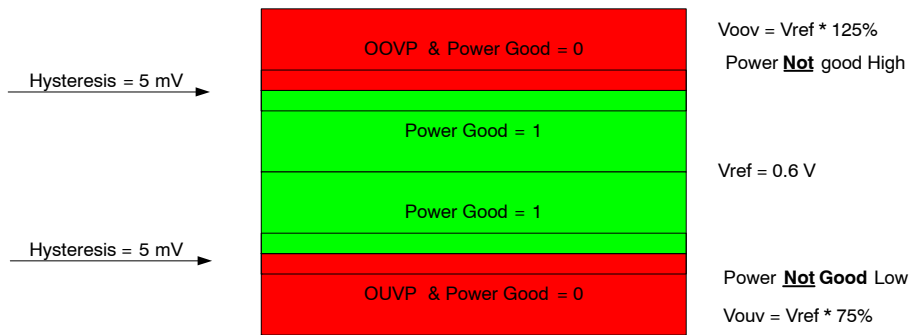 Voov = Vref * 125%
OOVP & Power Good = 0
Power Not good High
Hysteresis = 5 mV
Power Good = 1
Vref = 0.6 V
Power Good = 1
Hysteresis = 5 mV
Power Not Good Low
OUVP & Power Good = 0
Vouv = Vref * 75%